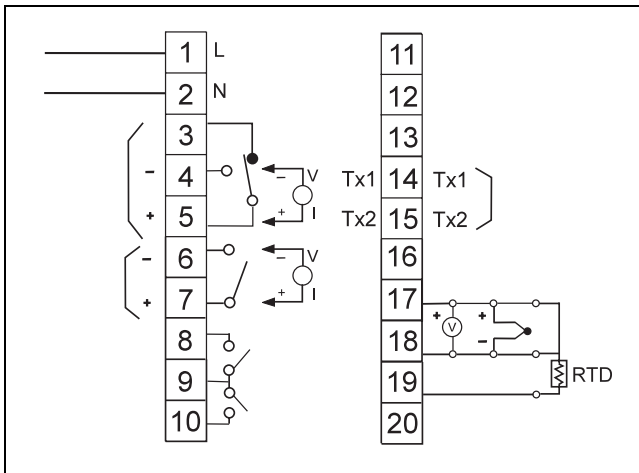 1 L
2 N
3
- 4 - V
+ 5 + I
- 6 - V
+ 7 + I
8
9
10
11
12
13
Tx1 14 Tx1
Tx2 15 Tx2
16
17
+ V +
18 -
19 RTD
20